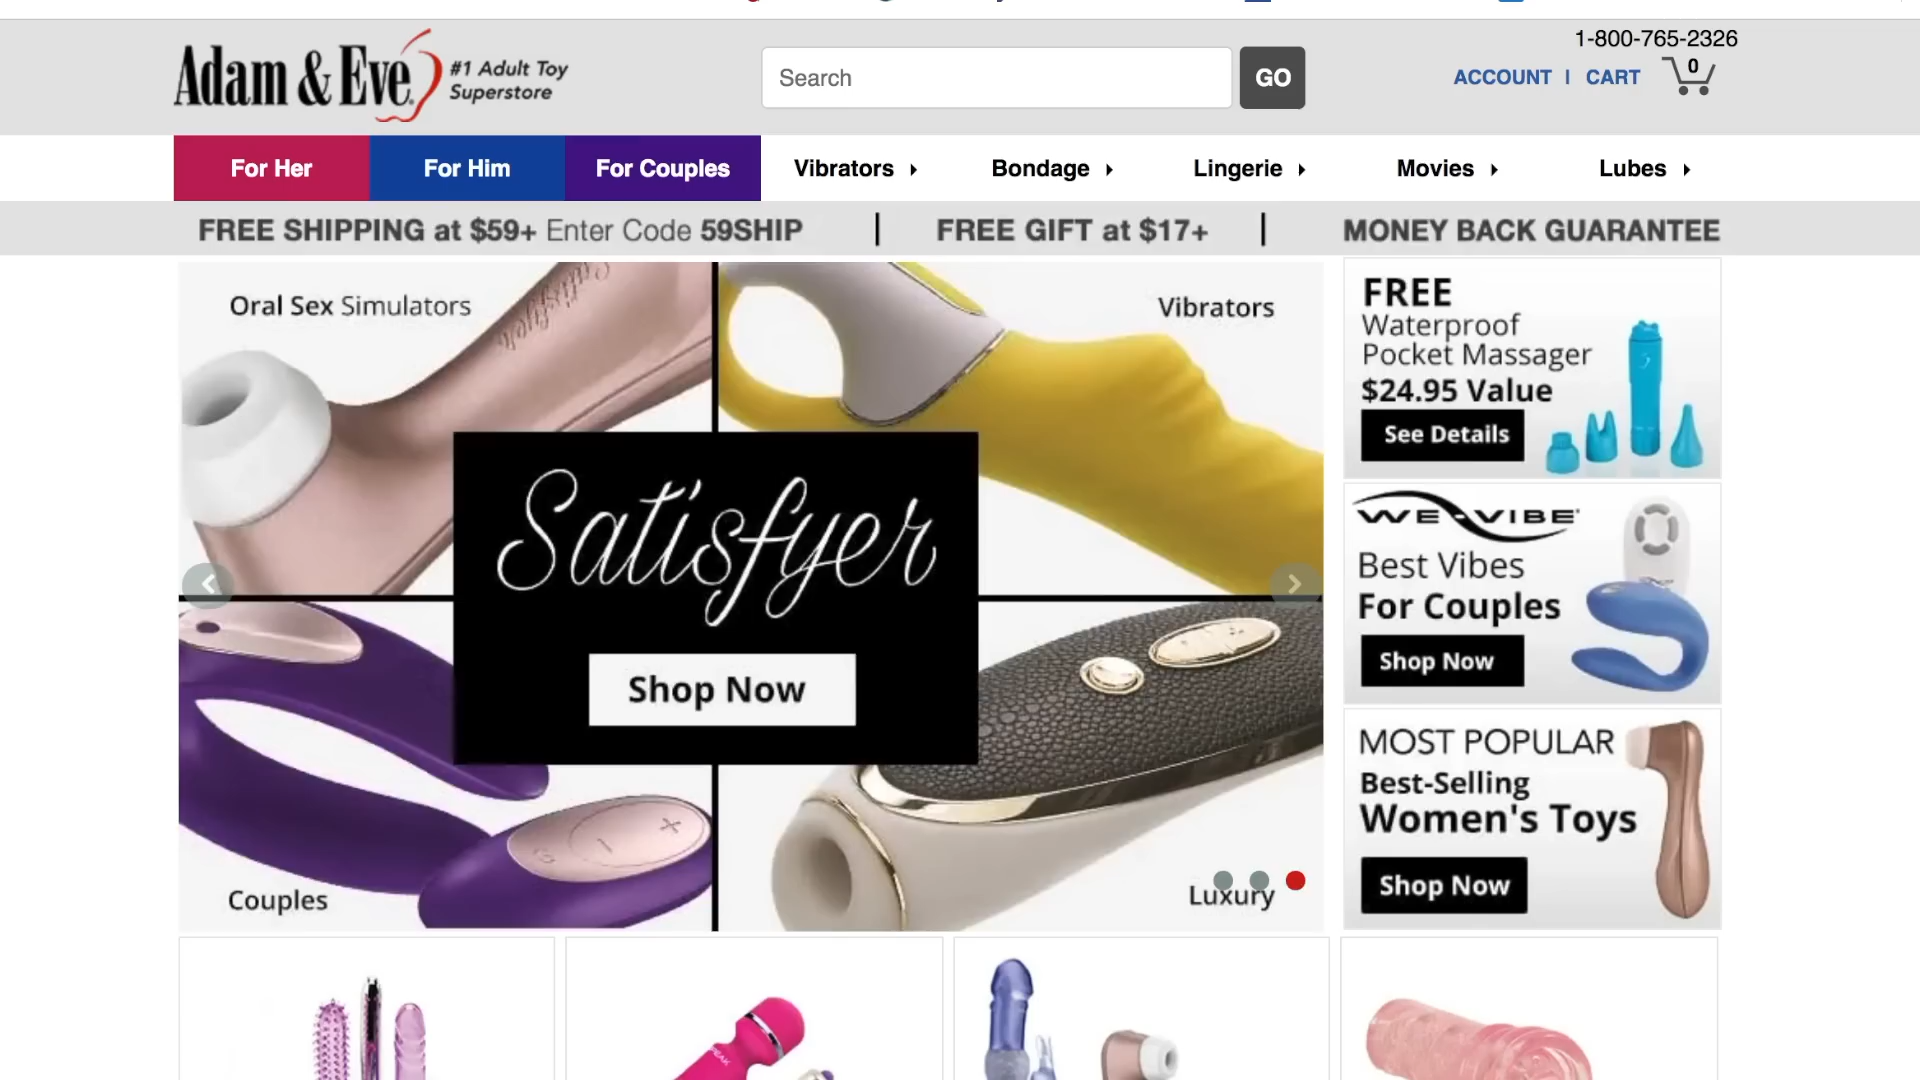 1-800-765-2326
Adam & Eve
#1 Adult Toy
Superstore
Search
GO
ACCOUNT | CART
0
For Her
For Him
For Couples
Vibrators
Bondage
Lingerie
Movies
Lubes
FREE SHIPPING at $59+ Enter Code 59SHIP | FREE GIFT at $17+ | MONEY BACK GUARANTEE
Oral Sex Simulators
Satisfyer
Vibrators
Satisfyer
Shop Now
Couples
Luxury
FREE
Waterproof
Pocket Massager
$24.95 Value
See Details
WE-VIBE
Best Vibes
For Couples
Shop Now
MOST POPULAR
Best-Selling
Women's Toys
Shop Now